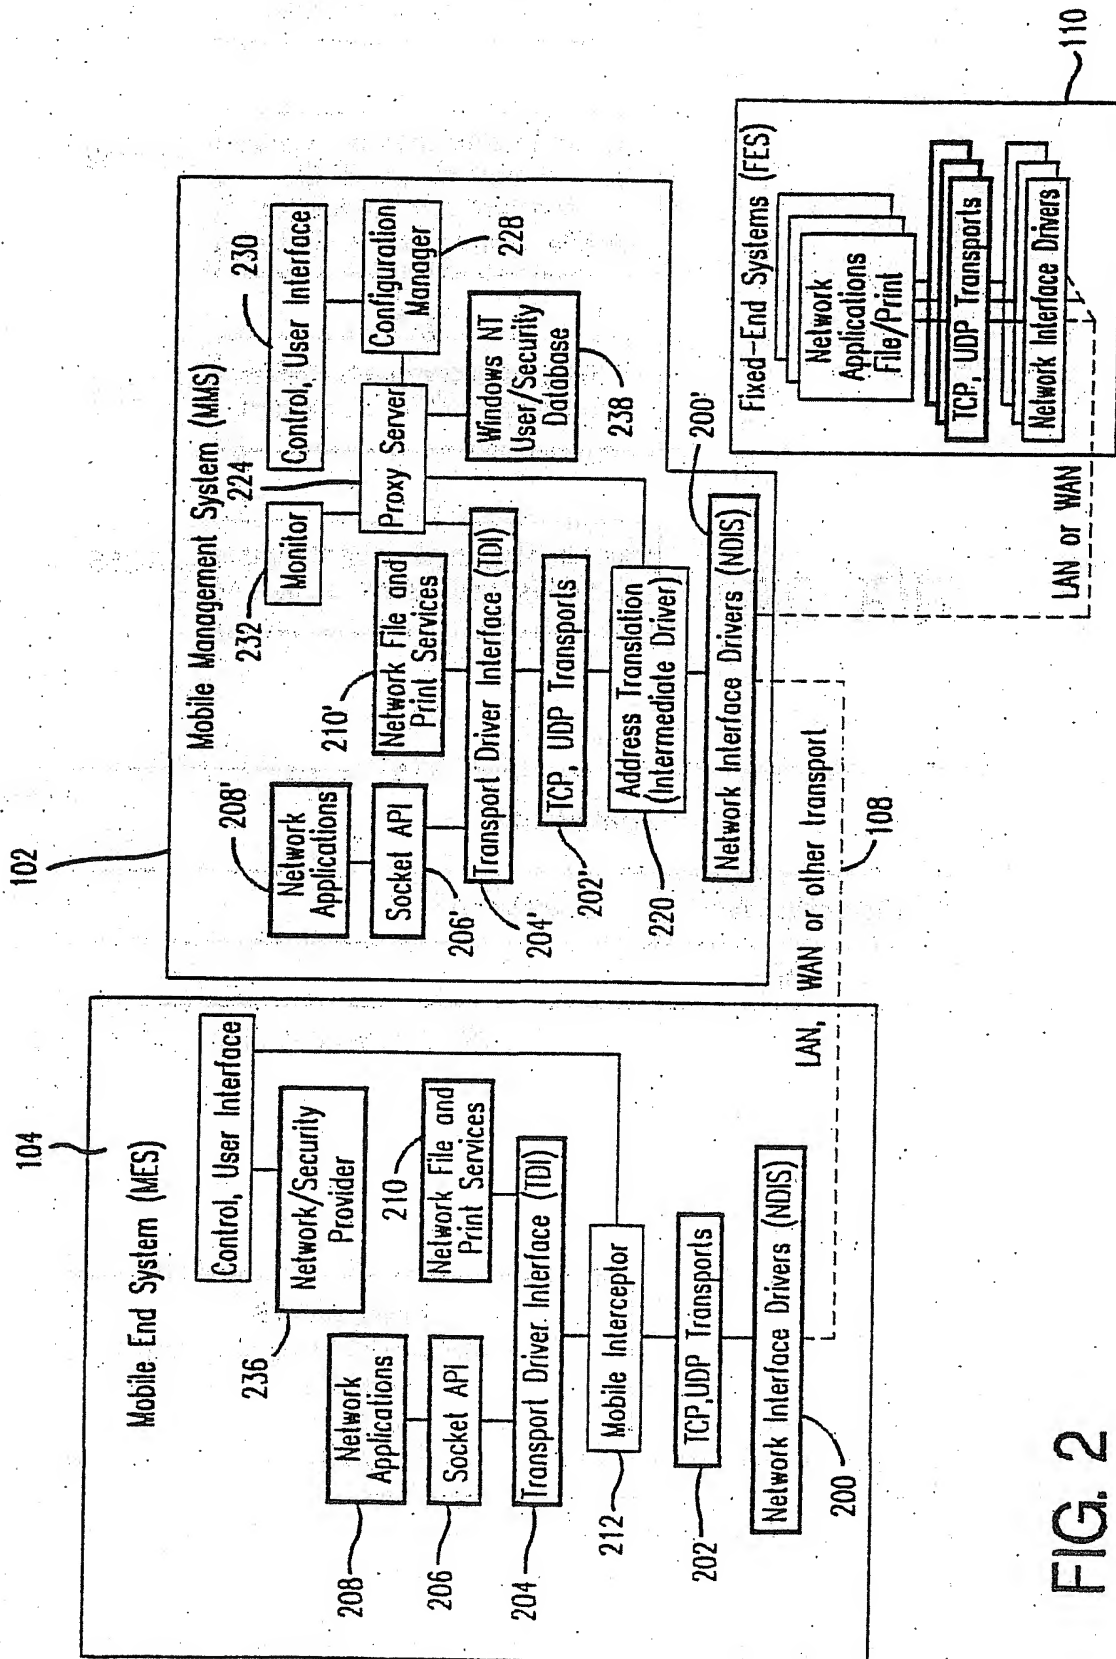 104
Mobile End System (MES)
Control, User Interface
Network/Security
Provider
236
Network
Applications
208
Socket API
206
210
Network File and
Print Services
Transport Driver Interface (TDI)
204
Mobile Interceptor
212
TCP,UDP Transports
202
Network Interface Drivers (NDIS)
200
LAN, WAN or other transport
108
102
Mobile Management System (MMS)
230
Control, User Interface
232
Monitor
224
Proxy Server
Configuration
Manager
228
208'
Network
Applications
Socket API
206'
210'
Network File and
Print Services
Windows NT
User/Security
Database
238
Transport Driver Interface (TDI)
204'
TCP, UDP Transports
202'
Address Translation
(Intermediate Driver)
220
Network Interface Drivers (NDIS)
200'
LAN or WAN
Fixed-End Systems (FES)
Network
Applications
File/Print
TCP, UDP Transports
Network Interface Drivers
110
FIG. 2